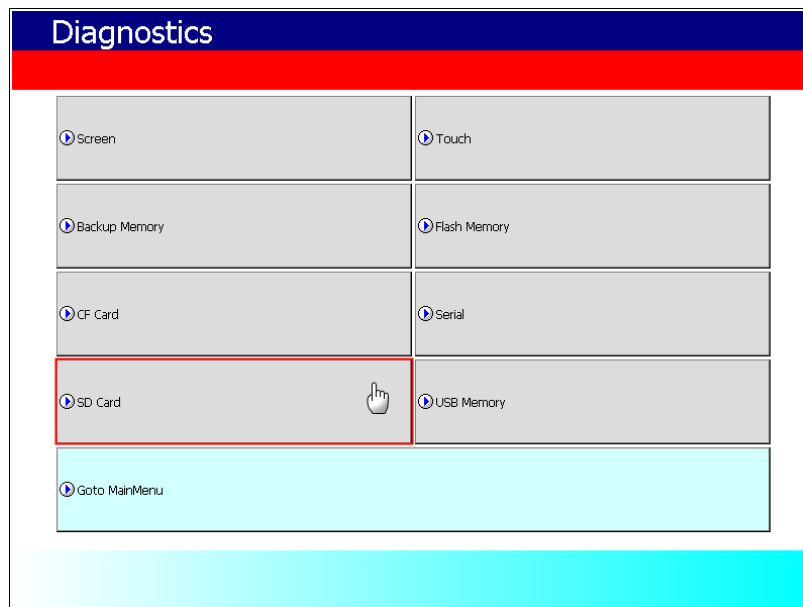 Diagnostics
Screen
Touch
Backup Memory
Flash Memory
CF Card
Serial
SD Card
USB Memory
Goto MainMenu